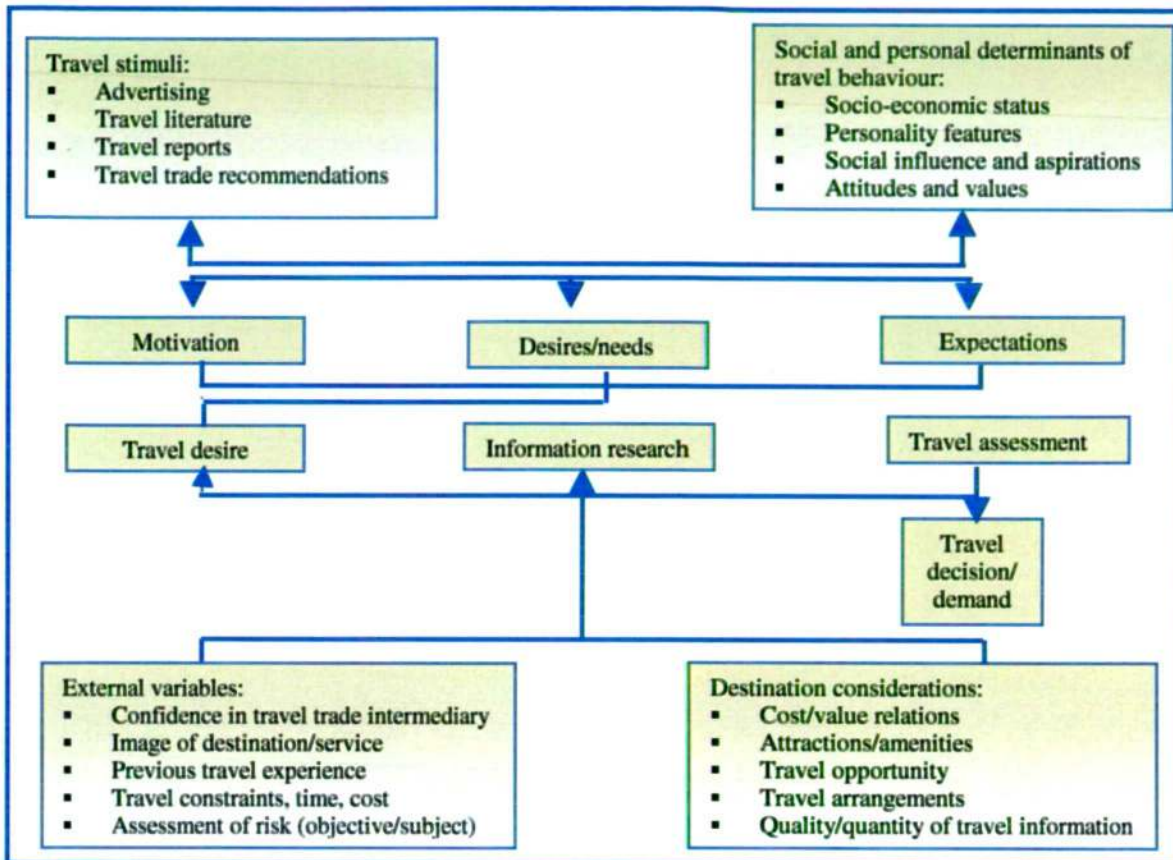 Travel stimuli:
▪ Advertising
▪ Travel literature
▪ Travel reports
▪ Travel trade recommendations
Social and personal determinants of
travel behaviour:
▪ Socio-economic status
▪ Personality features
▪ Social influence and aspirations
▪ Attitudes and values
Motivation
Desires/needs
Expectations
Travel desire
Information research
Travel assessment
Travel
decision/
demand
External variables:
▪ Confidence in travel trade intermediary
▪ Image of destination/service
▪ Previous travel experience
▪ Travel constraints, time, cost
▪ Assessment of risk (objective/subject)
Destination considerations:
▪ Cost/value relations
▪ Attractions/amenities
▪ Travel opportunity
▪ Travel arrangements
▪ Quality/quantity of travel information